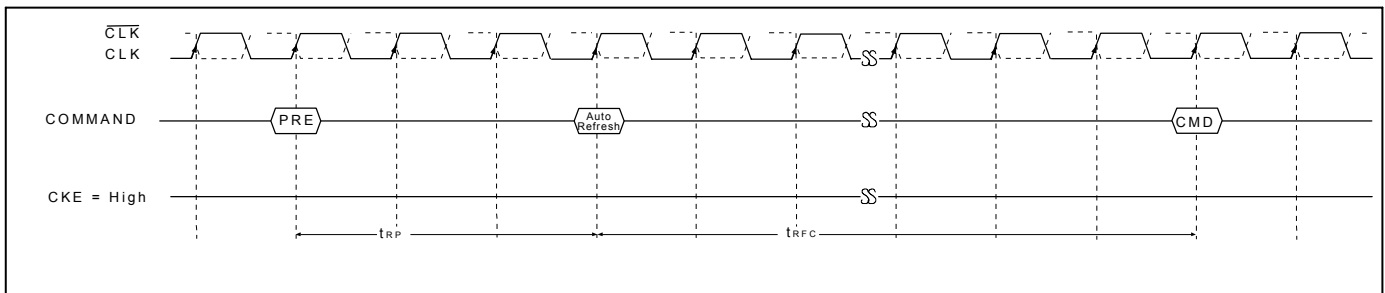 CLK
CLK
COMMAND
PRE
Auto
Refresh
CMD
CKE = High
tRP
tRFC